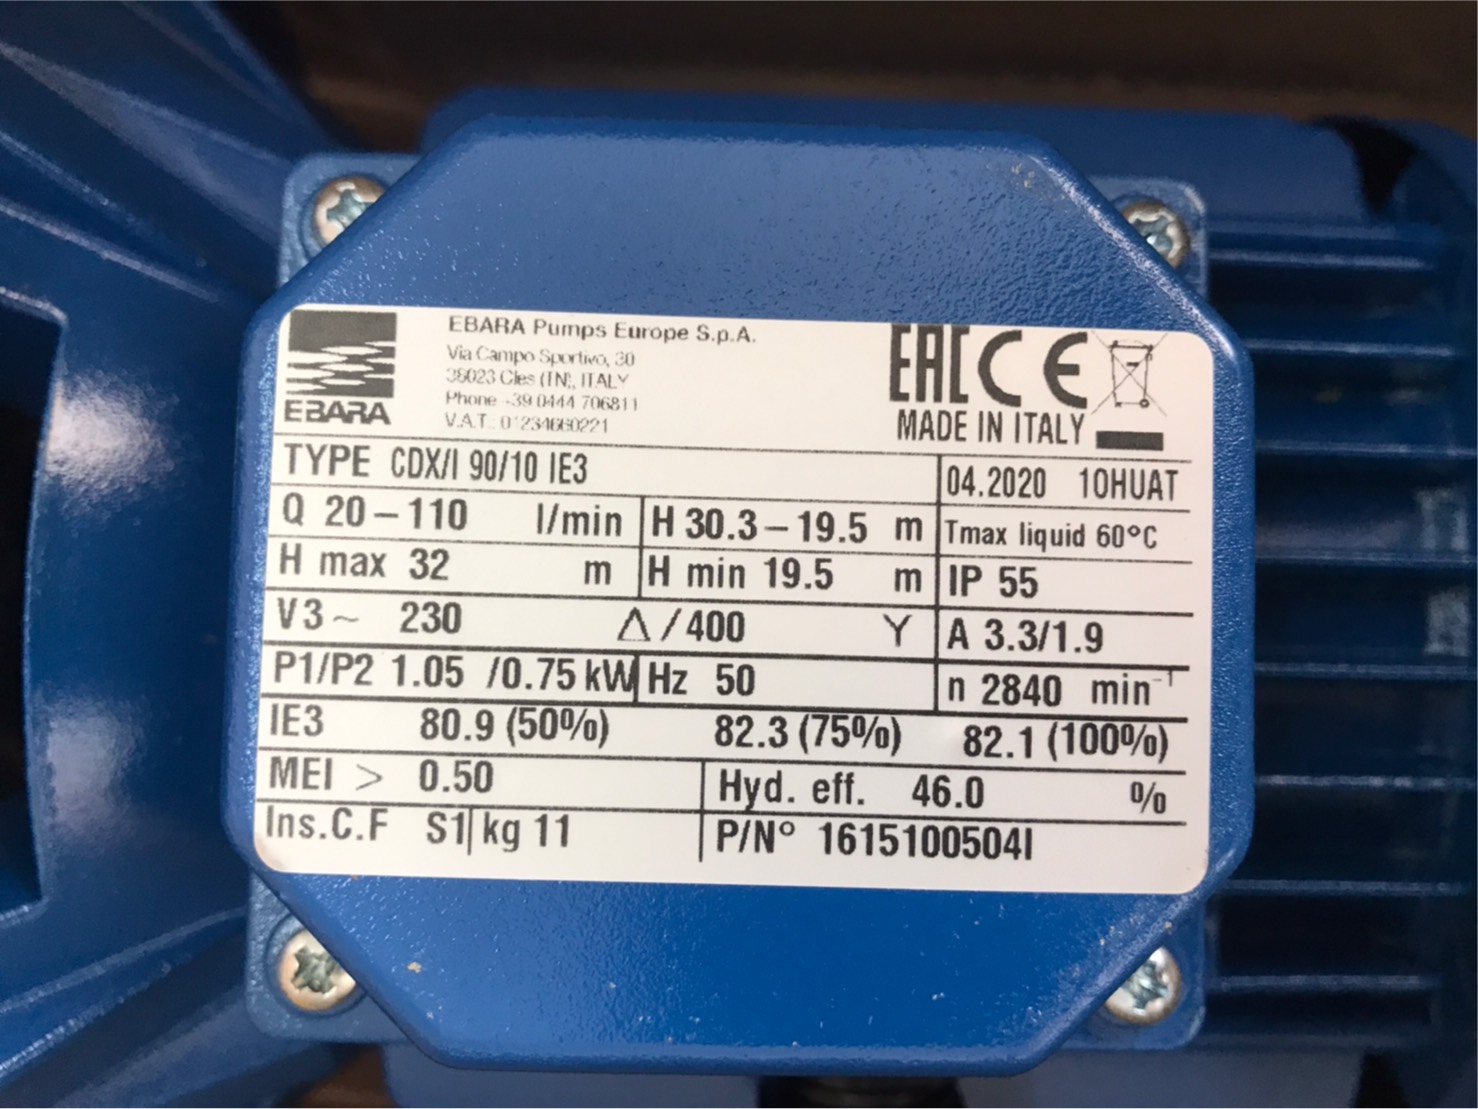 EBARA
EBARA Pumps Europe S.p.A.
Via Campo Sportivo, 30
38023 Cles (TN), ITALY
Phone +39 0444 706811
V.A.T.: 01234660221
EAC CE
MADE IN ITALY
TYPE CDX/I 90/10 IE3 04.2020 10HUAT
Q 20–110 l/min H 30.3–19.5 m Tmax liquid 60°C
H max 32 m H min 19.5 m IP 55
V3~ 230 Δ/400 Y A 3.3/1.9
P1/P2 1.05 /0.75 kW Hz 50 n 2840 min⁻¹
IE3 80.9 (50%) 82.3 (75%) 82.1 (100%)
MEI > 0.50 Hyd. eff. 46.0 %
Ins.C.F S1 kg 11 P/N° 1615100504I